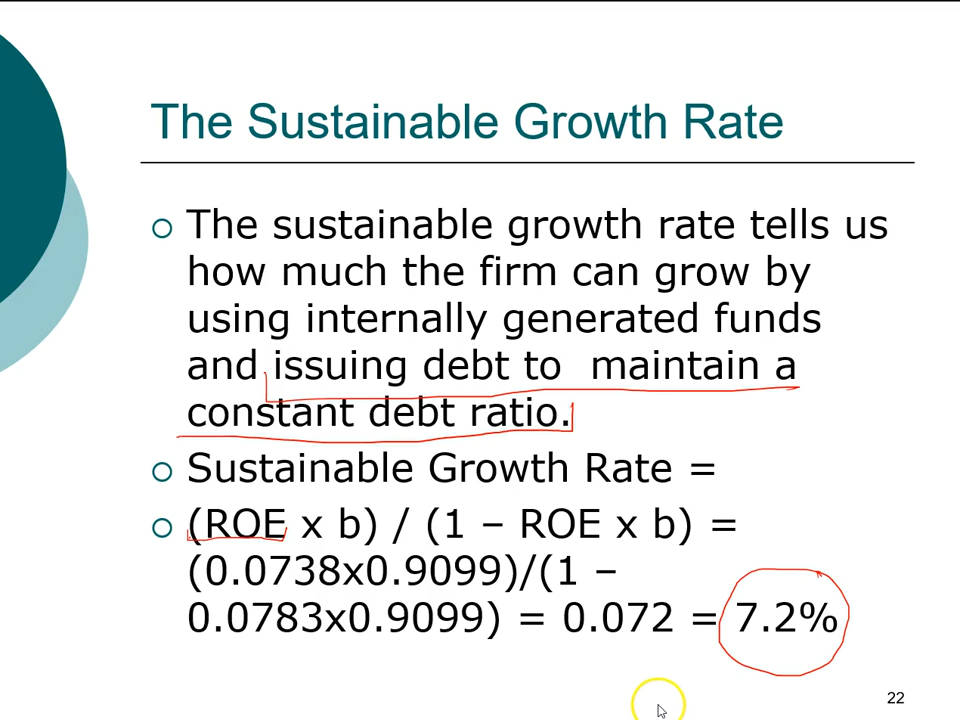 The Sustainable Growth Rate
The sustainable growth rate tells us
how much the firm can grow by
using internally generated funds
and issuing debt to  maintain a
constant debt ratio.
Sustainable Growth Rate =
(ROE x b) / (1 – ROE x b) =
(0.0738x0.9099)/(1 –
0.0783x0.9099) = 0.072 = 7.2%
22